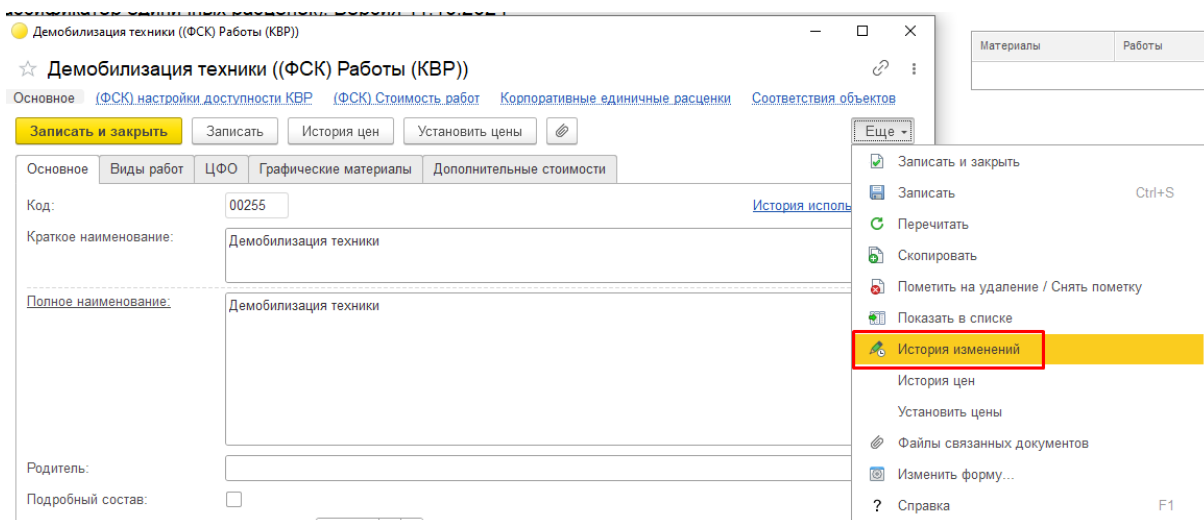 Демобилизация техники ((ФСК) Работы (КВР))
Материалы Работы
Демобилизация техники ((ФСК) Работы (КВР))
Основное (ФСК) настройки доступности КВР (ФСК) Стоимость работ Корпоративные единичные расценки Соответствия объектов
Записать и закрыть Записать История цен Установить цены Еще
Основное Виды работ ЦФО Графические материалы Дополнительные стоимости
Записать и закрыть
Записать Ctrl+S
Перечитать
Скопировать
Пометить на удаление / Снять пометку
Показать в списке
История изменений
История цен
Установить цены
Файлы связанных документов
Изменить форму...
? Справка F1
Код: 00255 История исполь
Краткое наименование: Демобилизация техники
Полное наименование: Демобилизация техники
Родитель:
Подробный состав: